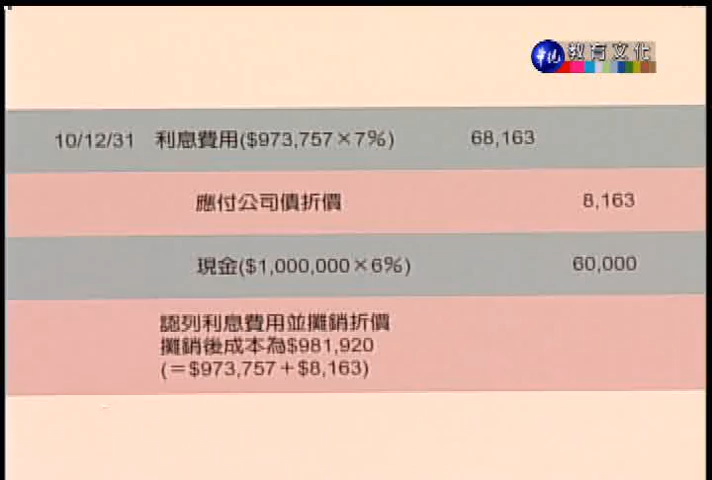 華視 教育文化
10/12/31 利息費用($973,757×7%) 68,163
應付公司債折價 8,163
現金($1,000,000×6%) 60,000
認列利息費用並攤銷折價
攤銷後成本為$981,920
(=$973,757+$8,163)